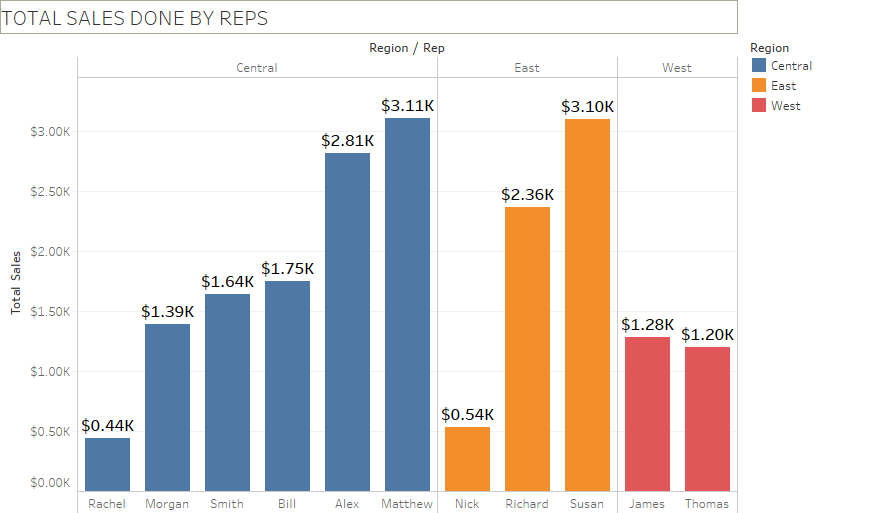 TOTAL SALES DONE BY REPS
Region / Rep
Region
Central
East
West
Central
East
West
$3.00K
$2.50K
$2.00K
$1.50K
$1.00K
$0.50K
$0.00K
Total Sales
$0.44K
$1.39K
$1.64K
$1.75K
$2.81K
$3.11K
$0.54K
$2.36K
$3.10K
$1.28K
$1.20K
Rachel
Morgan
Smith
Bill
Alex
Matthew
Nick
Richard
Susan
James
Thomas